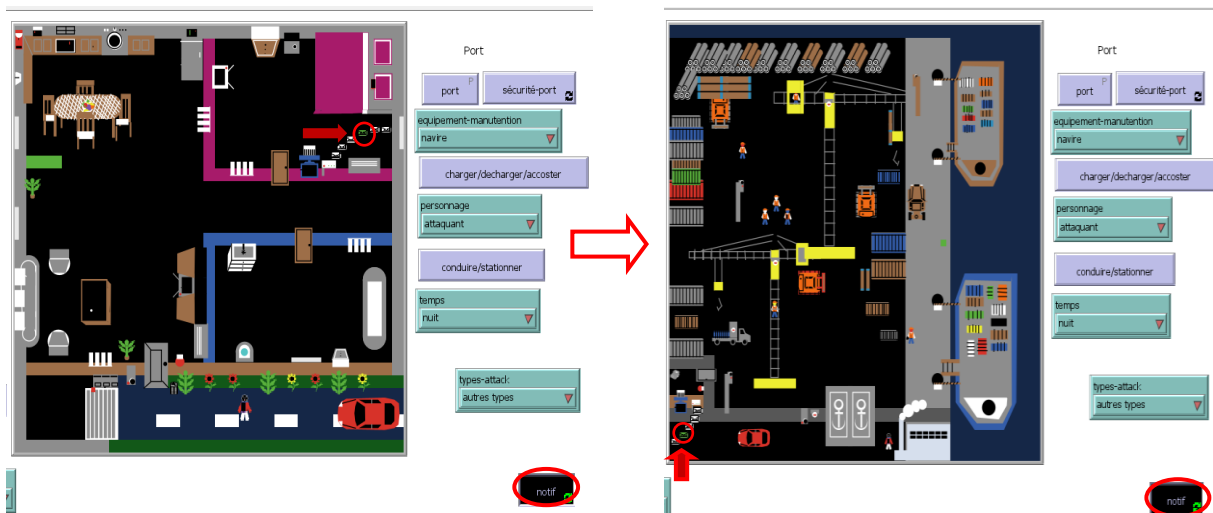 Port
port
P
sécurité-port
equipement-manutention
navire
charger/decharger/accoster
personnage
attaquant
conduire/stationner
temps
nuit
types-attack:
autres types
notif
Port
port
P
sécurité-port
equipement-manutention
navire
charger/decharger/accoster
personnage
attaquant
conduire/stationner
temps
nuit
types-attack:
autres types
notif